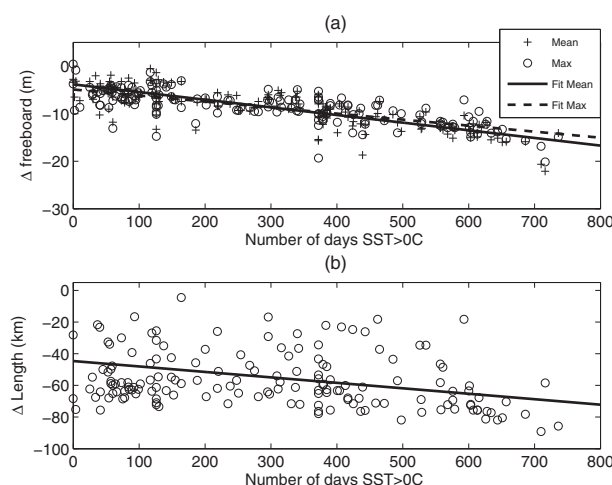 (a)
Mean
Max
Fit Mean
Fit Max
Δ freeboard (m)
0
−10
−20
−30
0 100 200 300 400 500 600 700 800
Number of days SST>0C
(b)
Δ Length (km)
0
−20
−40
−60
−80
−100
0 100 200 300 400 500 600 700 800
Number of days SST>0C